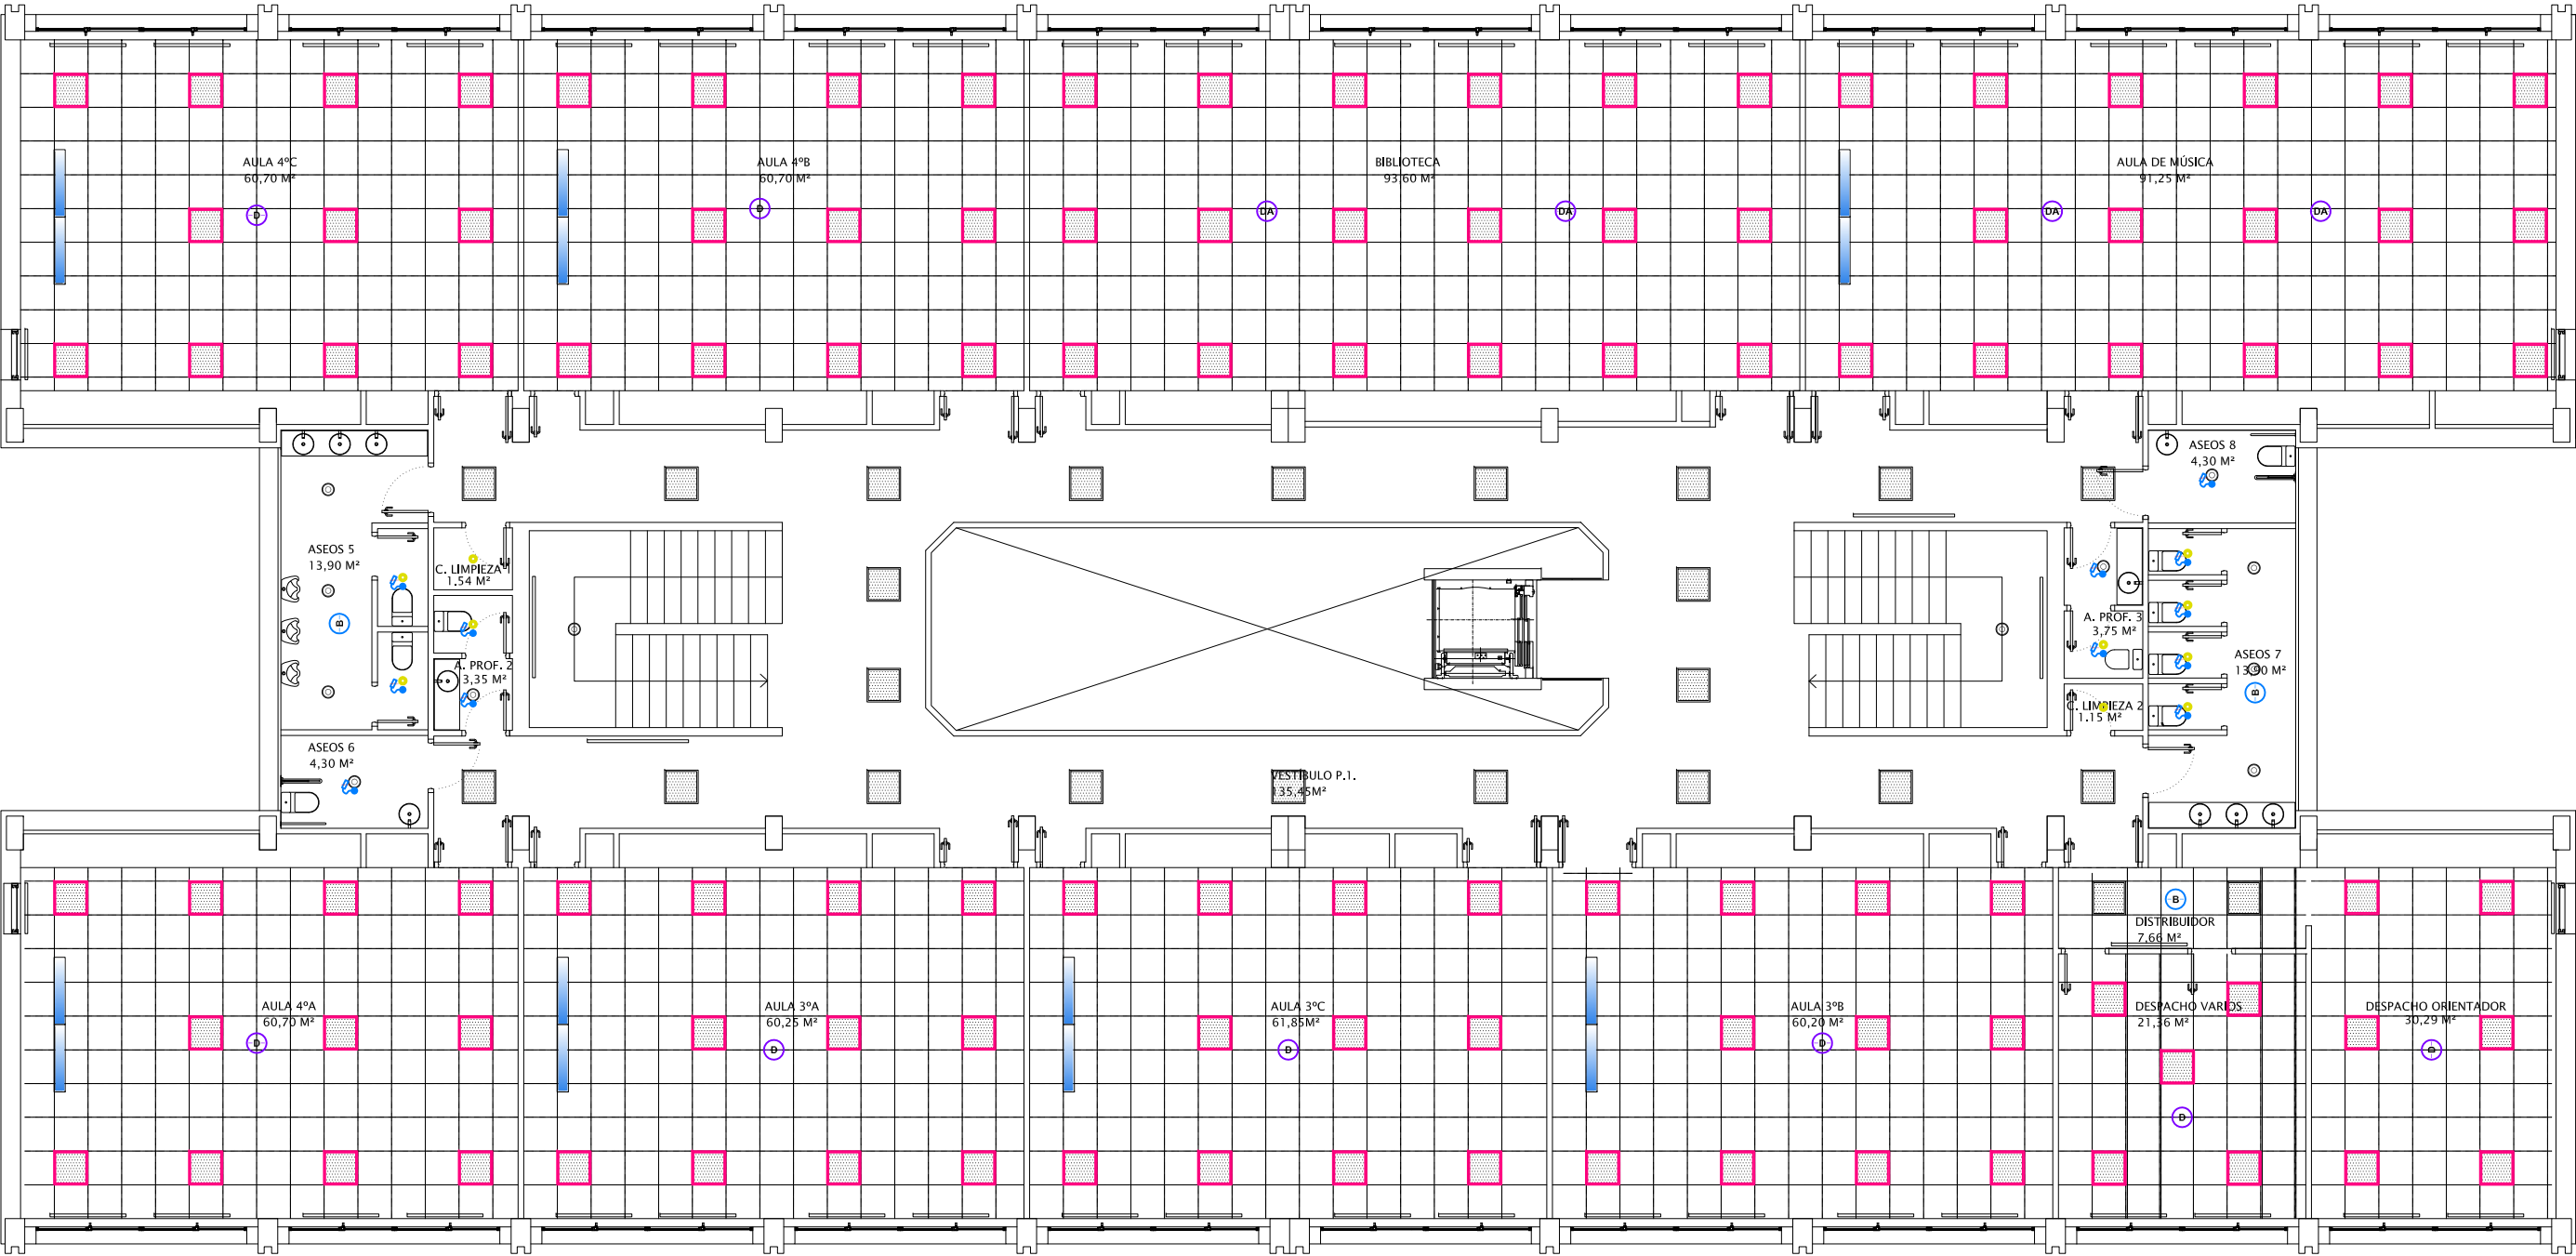 AULA 4ºC
60,70 M²
D
AULA 4ºB
60,70 M²
D
BIBLIOTECA
93,60 M²
DA
DA
AULA DE MÚSICA
91,25 M²
DA
DA
ASEOS 8
4,30 M²
ASEOS 5
13,90 M²
B
C. LIMPIEZA 1
1.54 M²
A. PROF. 2
3,35 M²
A. PROF. 3
3,75 M²
ASEOS 7
13,90 M²
B
C. LIMPIEZA 2
1.15 M²
ASEOS 6
4,30 M²
VESTIBULO P.1.
135,45M²
B
DISTRIBUIDOR
7,66 M²
AULA 4ºA
60,70 M²
D
AULA 3ºA
60,25 M²
D
AULA 3ºC
61,85M²
D
AULA 3ºB
60,20 M²
D
DESPACHO VARIOS
21,36 M²
D
DESPACHO ORIENTADOR
30,29 M²
D